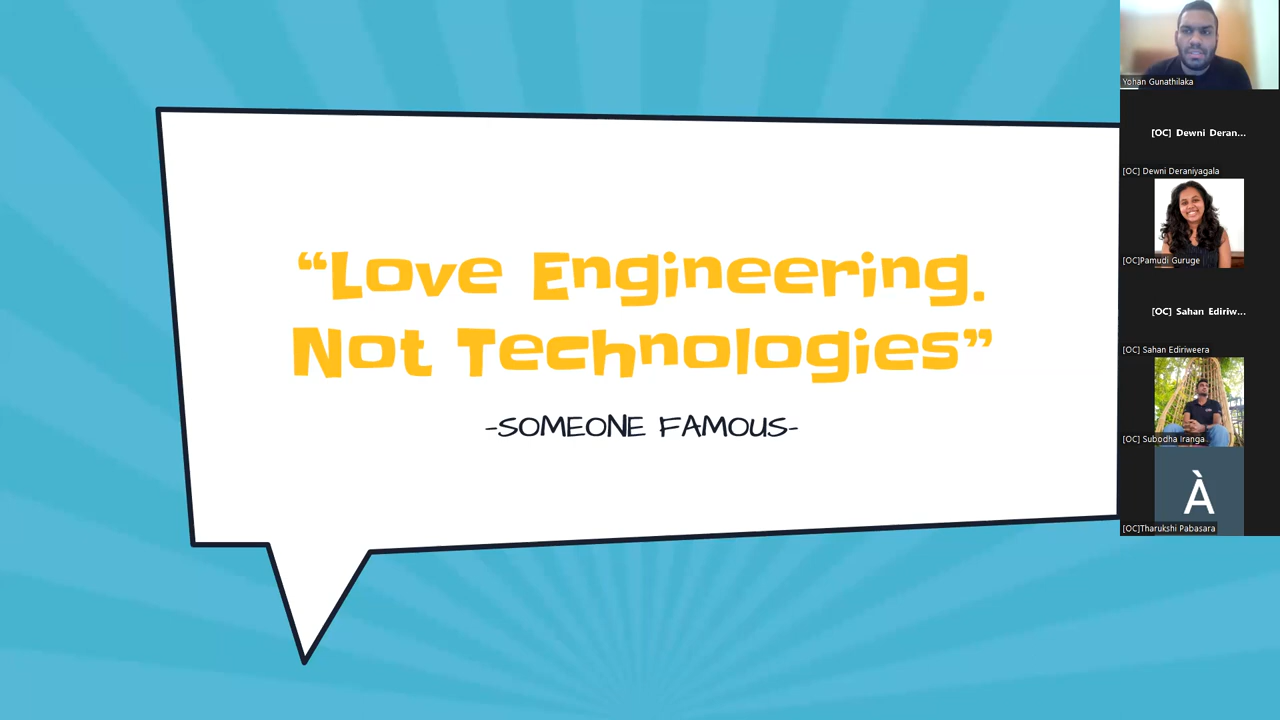 “Love Engineering.
Not Technologies”
-SOMEONE FAMOUS-
Yohan Gunathilaka
[OC] Dewni Deran...
[OC] Dewni Deraniyagala
[OC]Pamudi Guruge
[OC] Sahan Ediriw...
[OC] Sahan Ediriweera
[OC] Subodha Iranga
À
[OC]Tharukshi Pabasara